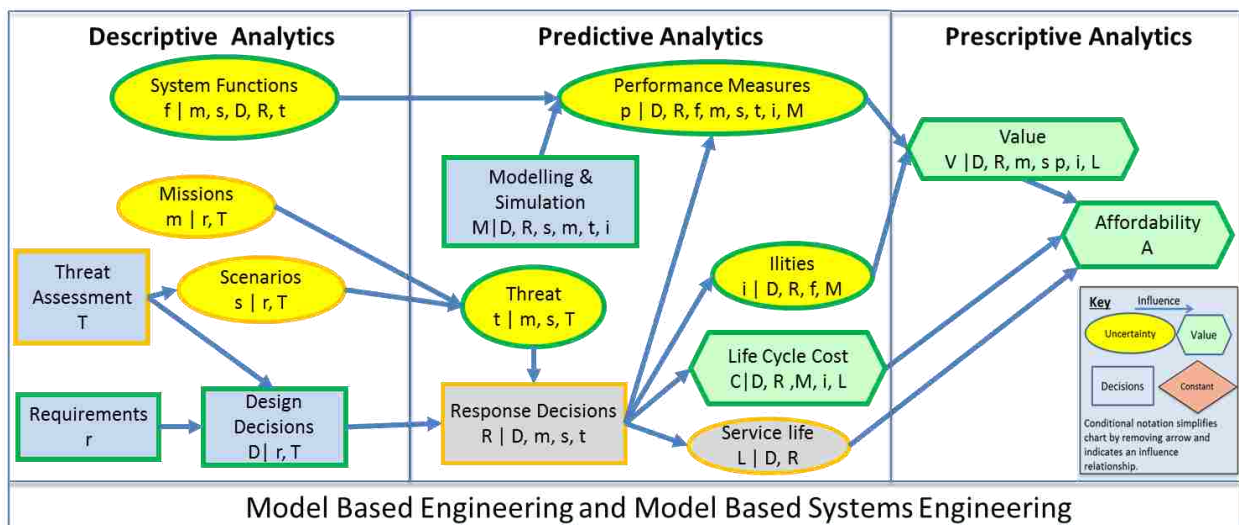 Descriptive Analytics
Predictive Analytics
Prescriptive Analytics
System Functions
f | m, s, D, R, t
Performance Measures
p | D, R, f, m, s, t, i, M
Value
V |D, R, m, s p, i, L
Modelling &
Simulation
M|D, R, s, m, t, i
Missions
m | r, T
Affordability
A
Threat
Assessment
T
Scenarios
s | r, T
Threat
t | m, s, T
Ilities
i | D, R, f, M
Life Cycle Cost
C|D, R ,M, i, L
Requirements
r
Design
Decisions
D| r, T
Response Decisions
R | D, m, s, t
Service life
L | D, R
Key
Influence
Uncertainty
Value
Decisions
Constant
Conditional notation simplifies
chart by removing arrow and
indicates an influence
relationship.
Model Based Engineering and Model Based Systems Engineering